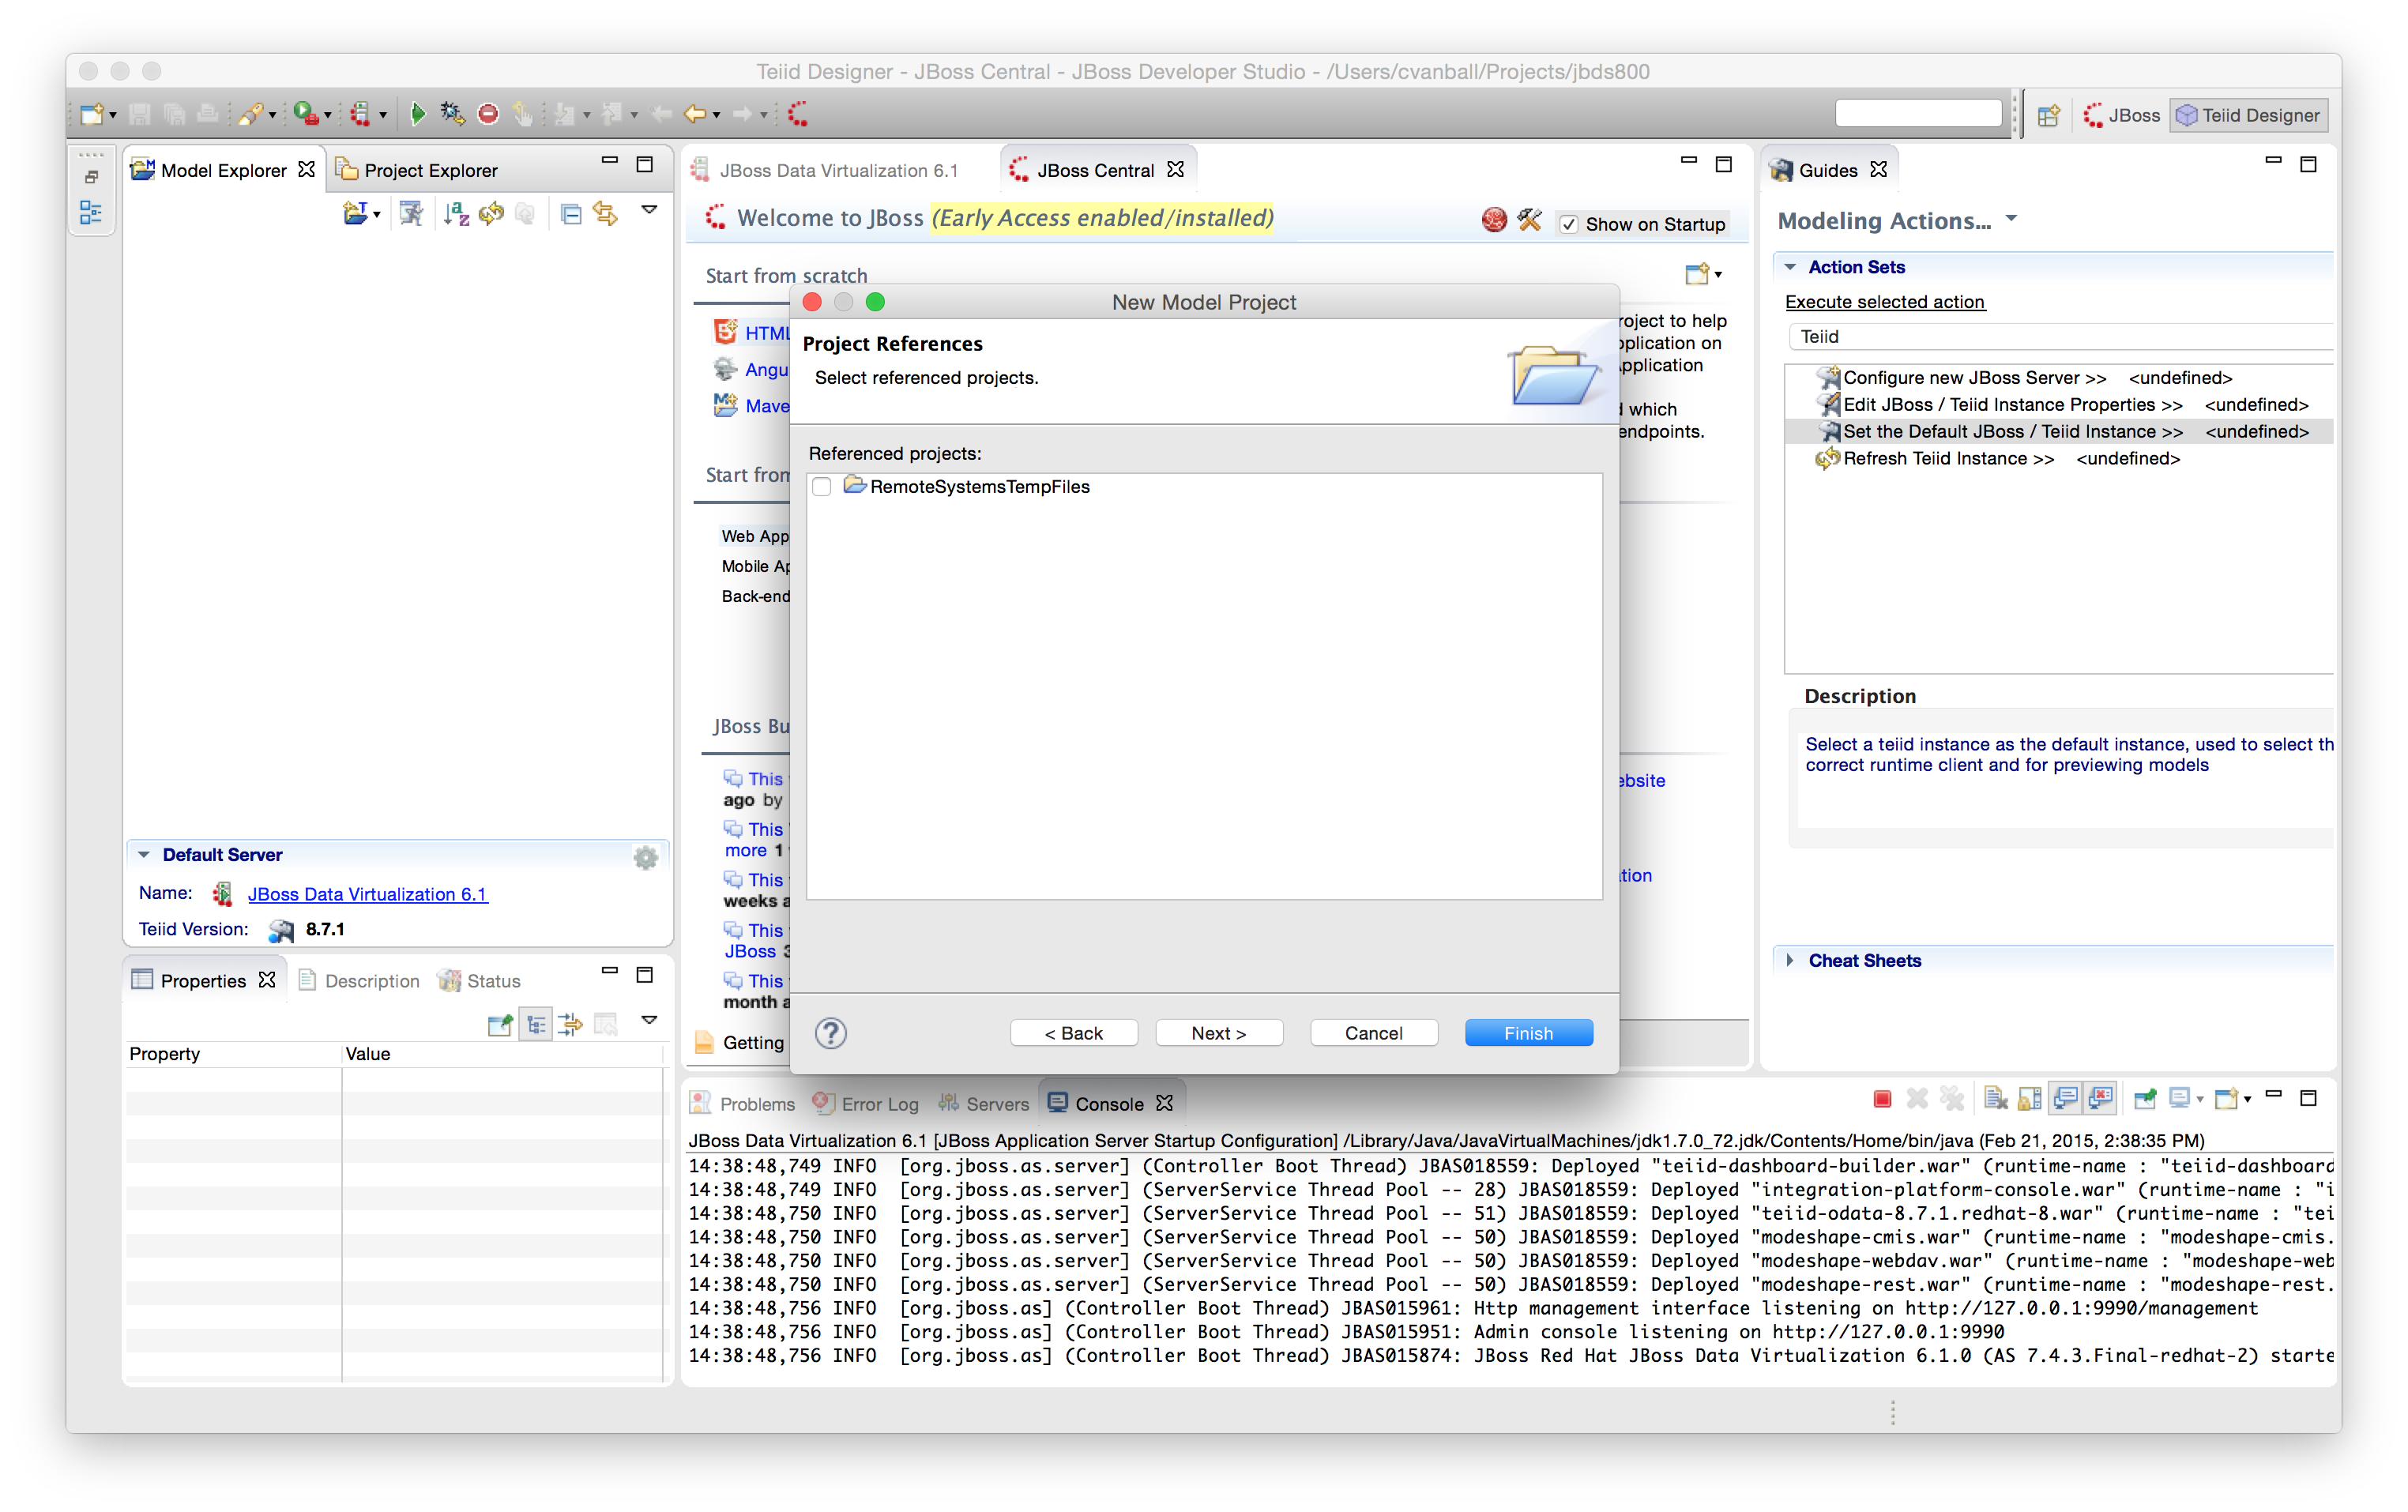 Teiid Designer - JBoss Central - JBoss Developer Studio - /Users/cvanball/Projects/jbds800
JBoss
Teiid Designer
Model Explorer
Project Explorer
JBoss Data Virtualization 6.1
JBoss Central
Guides
Welcome to JBoss (Early Access enabled/installed)
Show on Startup
Modeling Actions...
Start from scratch
Action Sets
Execute selected action
Teiid
Configure new JBoss Server >> <undefined>
Edit JBoss / Teiid Instance Properties >> <undefined>
Set the Default JBoss / Teiid Instance >> <undefined>
Refresh Teiid Instance >> <undefined>
Description
Select a teiid instance as the default instance, used to select th
correct runtime client and for previewing models
Cheat Sheets
HTML
Angu
Mave
roject to help
plication on
pplication
d which
endpoints.
Start from
Web App
Mobile Ap
Back-end
JBoss Bu
This
ago by
This
more 1
This
weeks a
This
JBoss 3
This
month a
Getting
ebsite
tion
New Model Project
Project References
Select referenced projects.
Referenced projects:
RemoteSystemsTempFiles
?
< Back
Next >
Cancel
Finish
Default Server
Name: JBoss Data Virtualization 6.1
Teiid Version: 8.7.1
Properties
Description
Status
Property
Value
Problems
Error Log
Servers
Console
JBoss Data Virtualization 6.1 [JBoss Application Server Startup Configuration] /Library/Java/JavaVirtualMachines/jdk1.7.0_72.jdk/Contents/Home/bin/java (Feb 21, 2015, 2:38:35 PM)
14:38:48,749 INFO [org.jboss.as.server] (Controller Boot Thread) JBAS018559: Deployed "teiid-dashboard-builder.war" (runtime-name : "teiid-dashboard
14:38:48,749 INFO [org.jboss.as.server] (ServerService Thread Pool -- 28) JBAS018559: Deployed "integration-platform-console.war" (runtime-name : "i
14:38:48,750 INFO [org.jboss.as.server] (ServerService Thread Pool -- 51) JBAS018559: Deployed "teiid-odata-8.7.1.redhat-8.war" (runtime-name : "tei
14:38:48,750 INFO [org.jboss.as.server] (ServerService Thread Pool -- 50) JBAS018559: Deployed "modeshape-cmis.war" (runtime-name : "modeshape-cmis.
14:38:48,750 INFO [org.jboss.as.server] (ServerService Thread Pool -- 50) JBAS018559: Deployed "modeshape-webdav.war" (runtime-name : "modeshape-web
14:38:48,750 INFO [org.jboss.as.server] (ServerService Thread Pool -- 50) JBAS018559: Deployed "modeshape-rest.war" (runtime-name : "modeshape-rest.
14:38:48,756 INFO [org.jboss.as] (Controller Boot Thread) JBAS015961: Http management interface listening on http://127.0.0.1:9990/management
14:38:48,756 INFO [org.jboss.as] (Controller Boot Thread) JBAS015951: Admin console listening on http://127.0.0.1:9990
14:38:48,756 INFO [org.jboss.as] (Controller Boot Thread) JBAS015874: JBoss Red Hat JBoss Data Virtualization 6.1.0 (AS 7.4.3.Final-redhat-2) starte